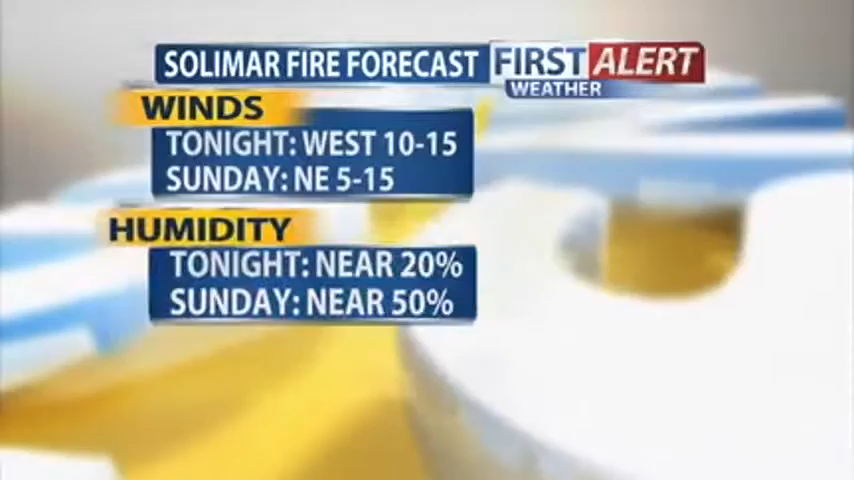 SOLIMAR FIRE FORECAST FIRST ALERT
WEATHER
WINDS
TONIGHT: WEST 10-15
SUNDAY: NE 5-15
HUMIDITY
TONIGHT: NEAR 20%
SUNDAY: NEAR 50%